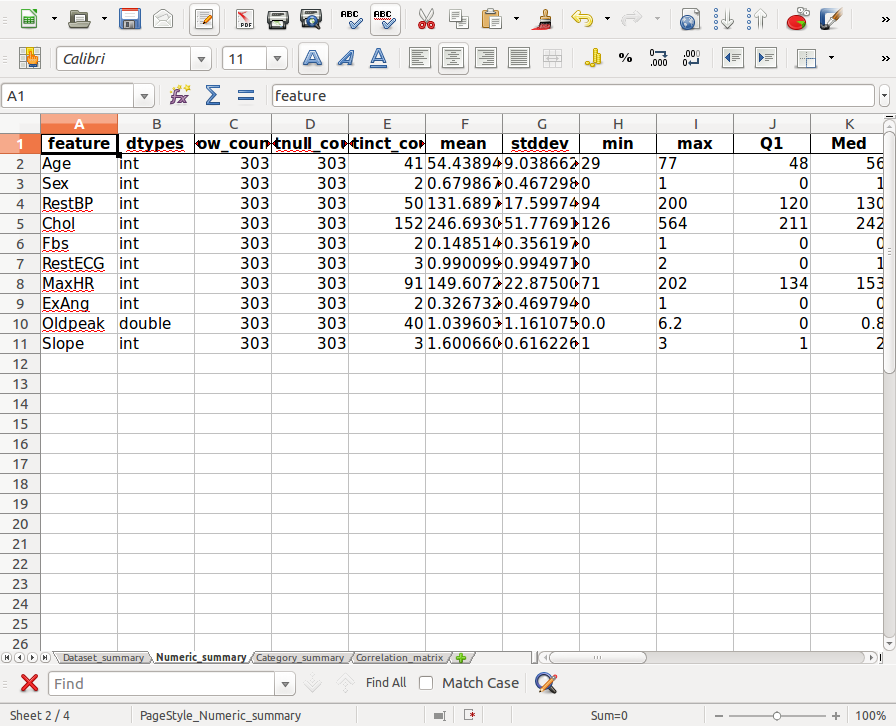 ABC ABC
Calibri 11 A A A % 0.000 .000
A1 feature
A B C D E F G H I J K
1 feature dtypes ow_coun tnull_cou tinct_cou mean stddev min max Q1 Med
2 Age int 303 303 41 54.43894 9.038662 29 77 48 56
3 Sex int 303 303 2 0.679867 0.467298 0 1 0 1
4 RestBP int 303 303 50 131.6897 17.59974 94 200 120 130
5 Chol int 303 303 152 246.6930 51.77691 126 564 211 242
6 Fbs int 303 303 2 0.148514 0.356197 0 1 0 0
7 RestECG int 303 303 3 0.990099 0.994971 0 2 0 1
8 MaxHR int 303 303 91 149.6072 22.87500 71 202 134 153
9 ExAng int 303 303 2 0.326732 0.469794 0 1 0 0
10 Oldpeak double 303 303 40 1.039603 1.161075 0.0 6.2 0 0.8
11 Slope int 303 303 3 1.600660 0.616226 1 3 1 2
12
13
14
15
16
17
18
19
20
21
22
23
24
25
26
Dataset_summary Numeric_summary Category_summary Correlation_matrix
Find Find All Match Case
Sheet 2 / 4 PageStyle_Numeric_summary Sum=0 100%